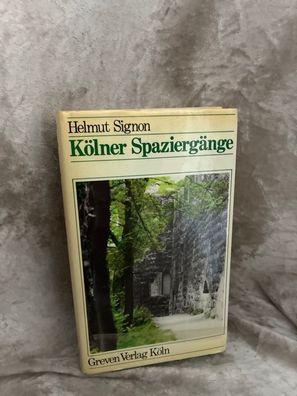 Helmut Signon
Kölner Spaziergänge
Greven Verlag Köln